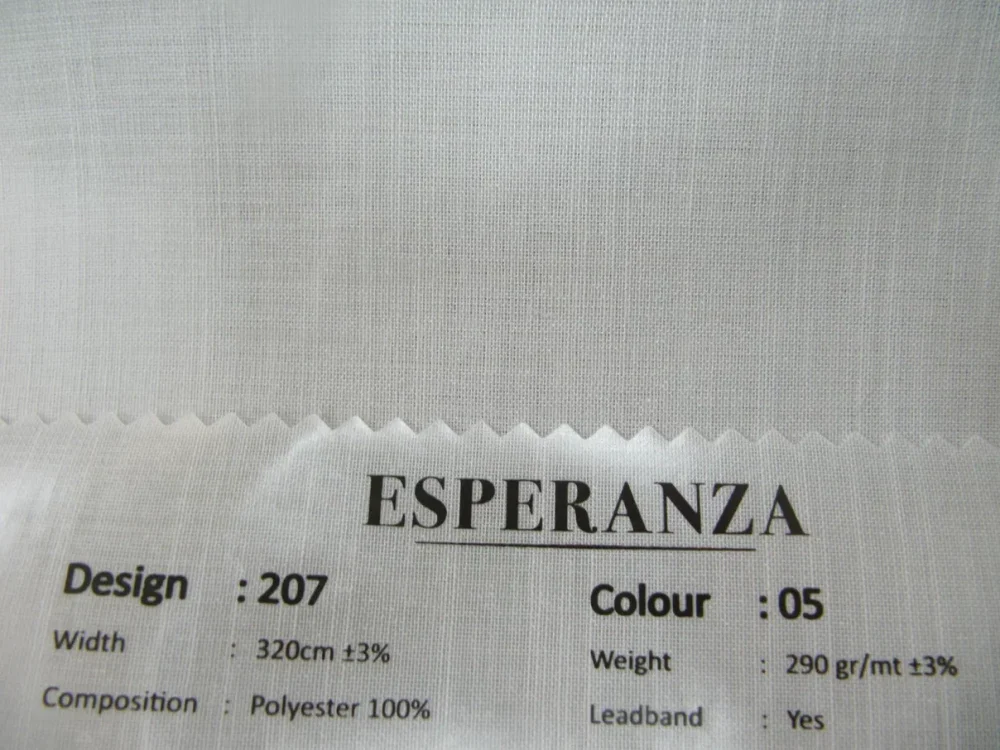 ESPERANZA
Design : 207 Colour : 05
Width : 320cm ±3% Weight : 290 gr/mt ±3%
Composition : Polyester 100% Leadband : Yes